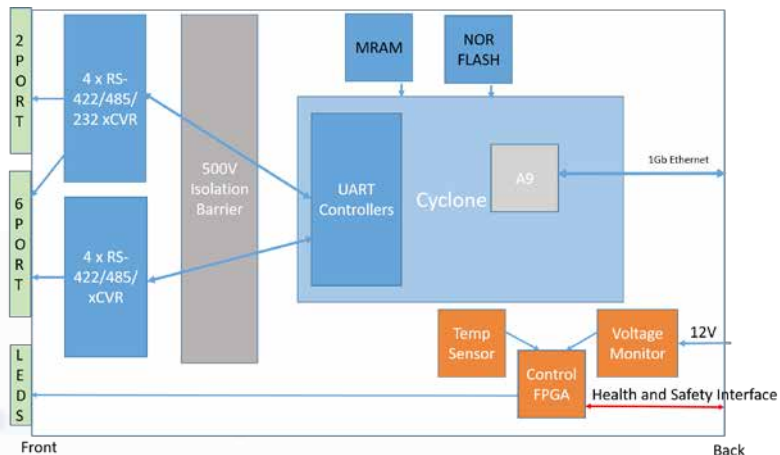 2
P
O
R
T
4 x RS-
422/485/
232 xCVR
500V
Isolation
Barrier
MRAM
NOR
FLASH
UART
Controllers
Cyclone
A9
1Gb Ethernet
6
P
O
R
T
4 x RS-
422/485/
xCVR
Temp
Sensor
Voltage
Monitor
12V
Control
FPGA
Health and Safety Interface
L
E
D
S
Front
Back